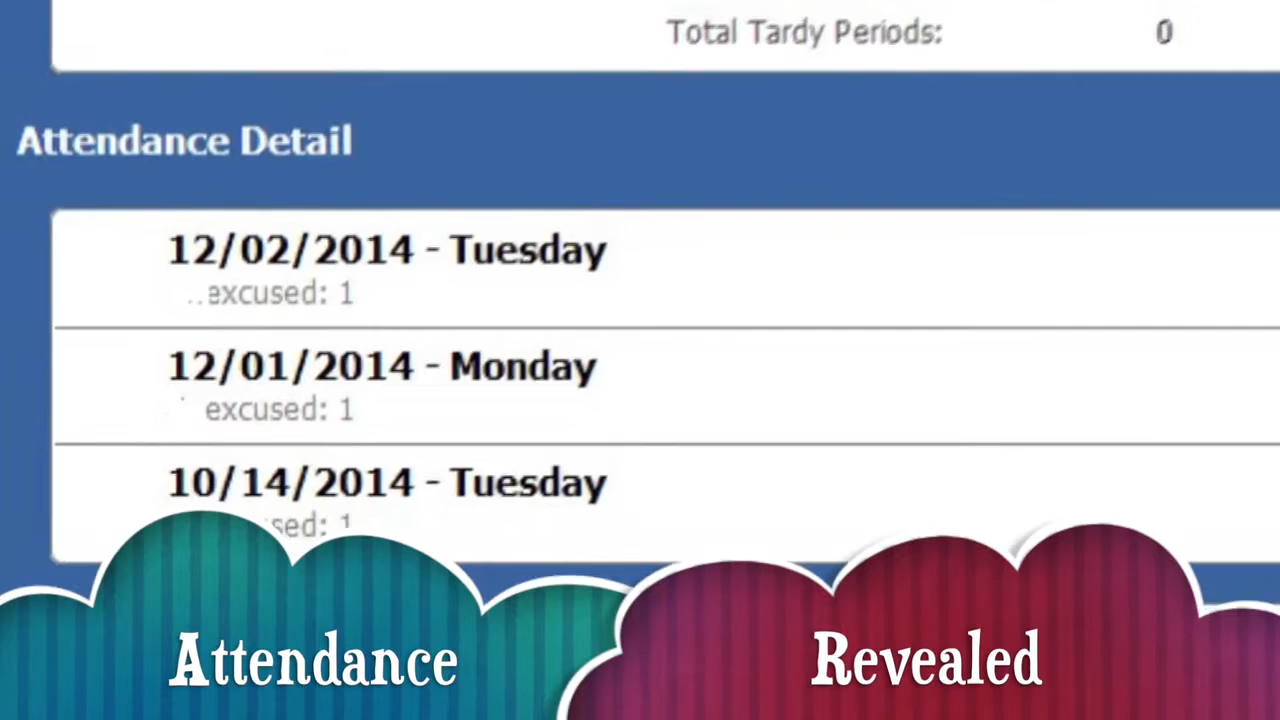 Total Tardy Periods: 0
Attendance Detail
12/02/2014 - Tuesday
excused: 1
12/01/2014 - Monday
excused: 1
10/14/2014 - Tuesday
Attendance Revealed